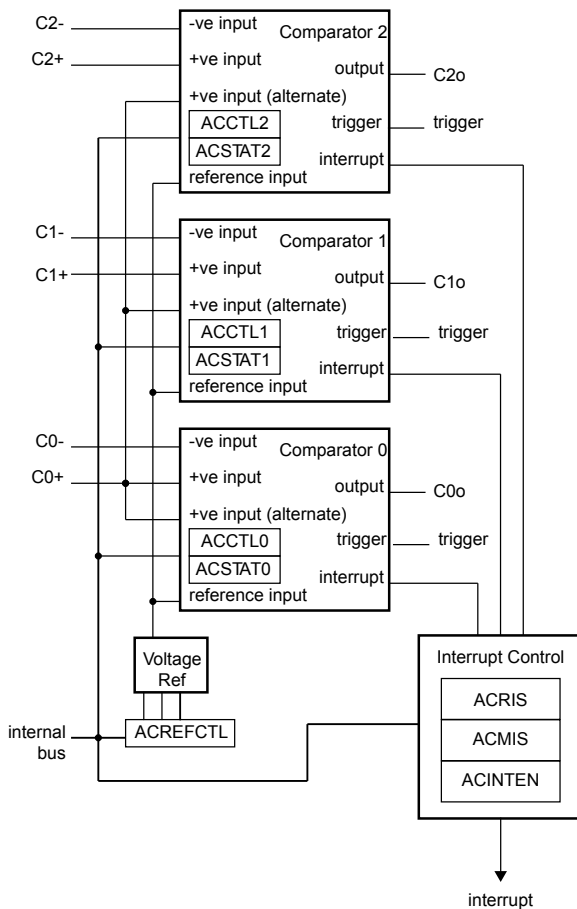 C2-
-ve input
Comparator 2
C2+
+ve input
output
C2o
+ve input (alternate)
ACCTL2
trigger
trigger
ACSTAT2
interrupt
reference input
C1-
-ve input
Comparator 1
C1+
+ve input
output
C1o
+ve input (alternate)
ACCTL1
trigger
trigger
ACSTAT1
interrupt
reference input
C0-
-ve input
Comparator 0
C0+
+ve input
output
C0o
+ve input (alternate)
ACCTL0
trigger
trigger
ACSTAT0
interrupt
reference input
Voltage
Ref
Interrupt Control
ACRIS
internal
bus
ACREFCTL
ACMIS
ACINTEN
interrupt